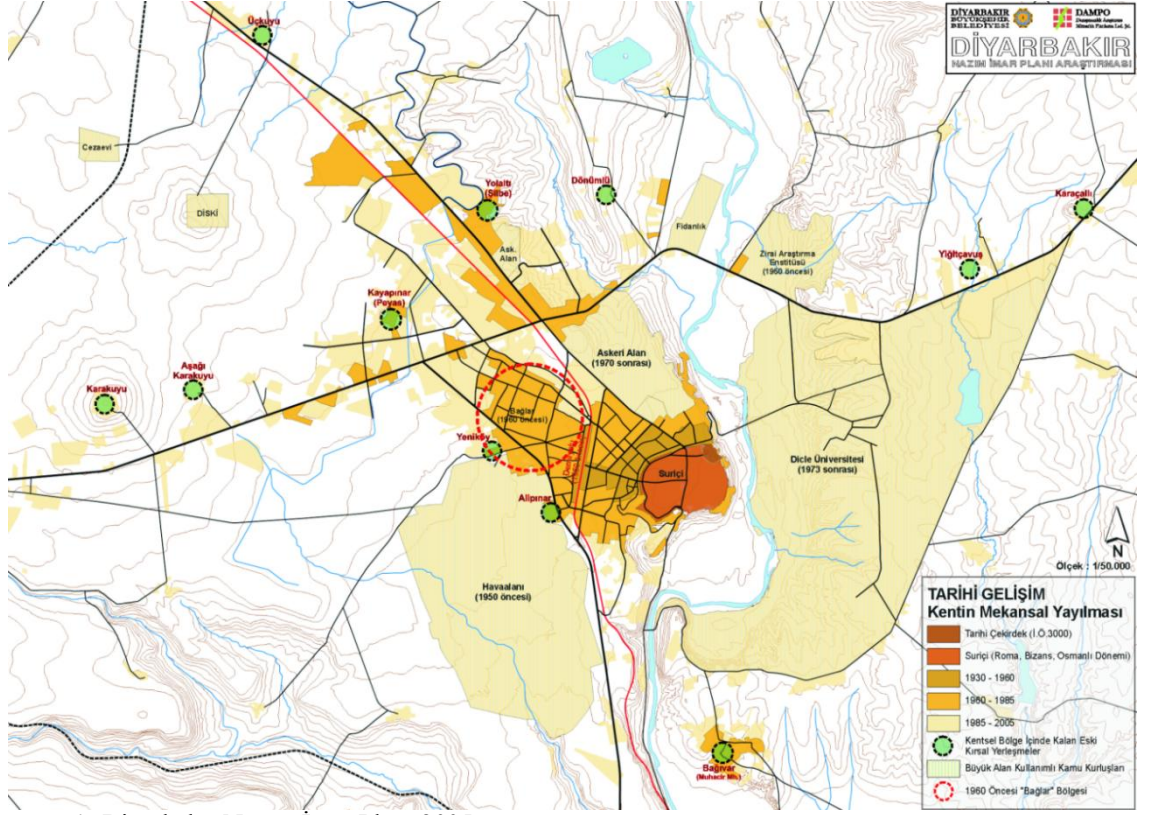 Üçkuyu
DİYARBAKIR
BÜYÜKŞEHİR
BELEDİYESİ
DAMPO
DİYARBAKIR
NAZIM İMAR PLANI ARAŞTIRMASI
Cezaevi
DİSKİ
Yolaltı
(Şilbe)
Dönümlü
Karaçallı
Fidanlık
Ask.
Alan
Zirai Araştırma
Enstitüsü
(1960 öncesi)
Yiğitçavuş
Kayapınar
(Peyas)
Askeri Alan
(1970 sonrası)
Aşağı
Karakuyu
Karakuyu
Bağlar
(1960 öncesi)
Yeniköy
Suriçi
Dicle Üniversitesi
(1973 sonrası)
Alipınar
Havaalanı
(1950 öncesi)
N
Ölçek : 1/50.000
TARİHİ GELİŞİM
Kentin Mekansal Yayılması
Tarihi Çekirdek (İ.Ö.3000)
Suriçi (Roma, Bizans, Osmanlı Dönemi)
1930 - 1960
1960 - 1985
1985 - 2005
Kentsel Bölge İçinde Kalan Eski
Kırsal Yerleşmeler
Büyük Alan Kullanımlı Kamu Kurluşları
1960 Öncesi "Bağlar" Bölgesi
Bağıvar
(Muhacir Mh.)